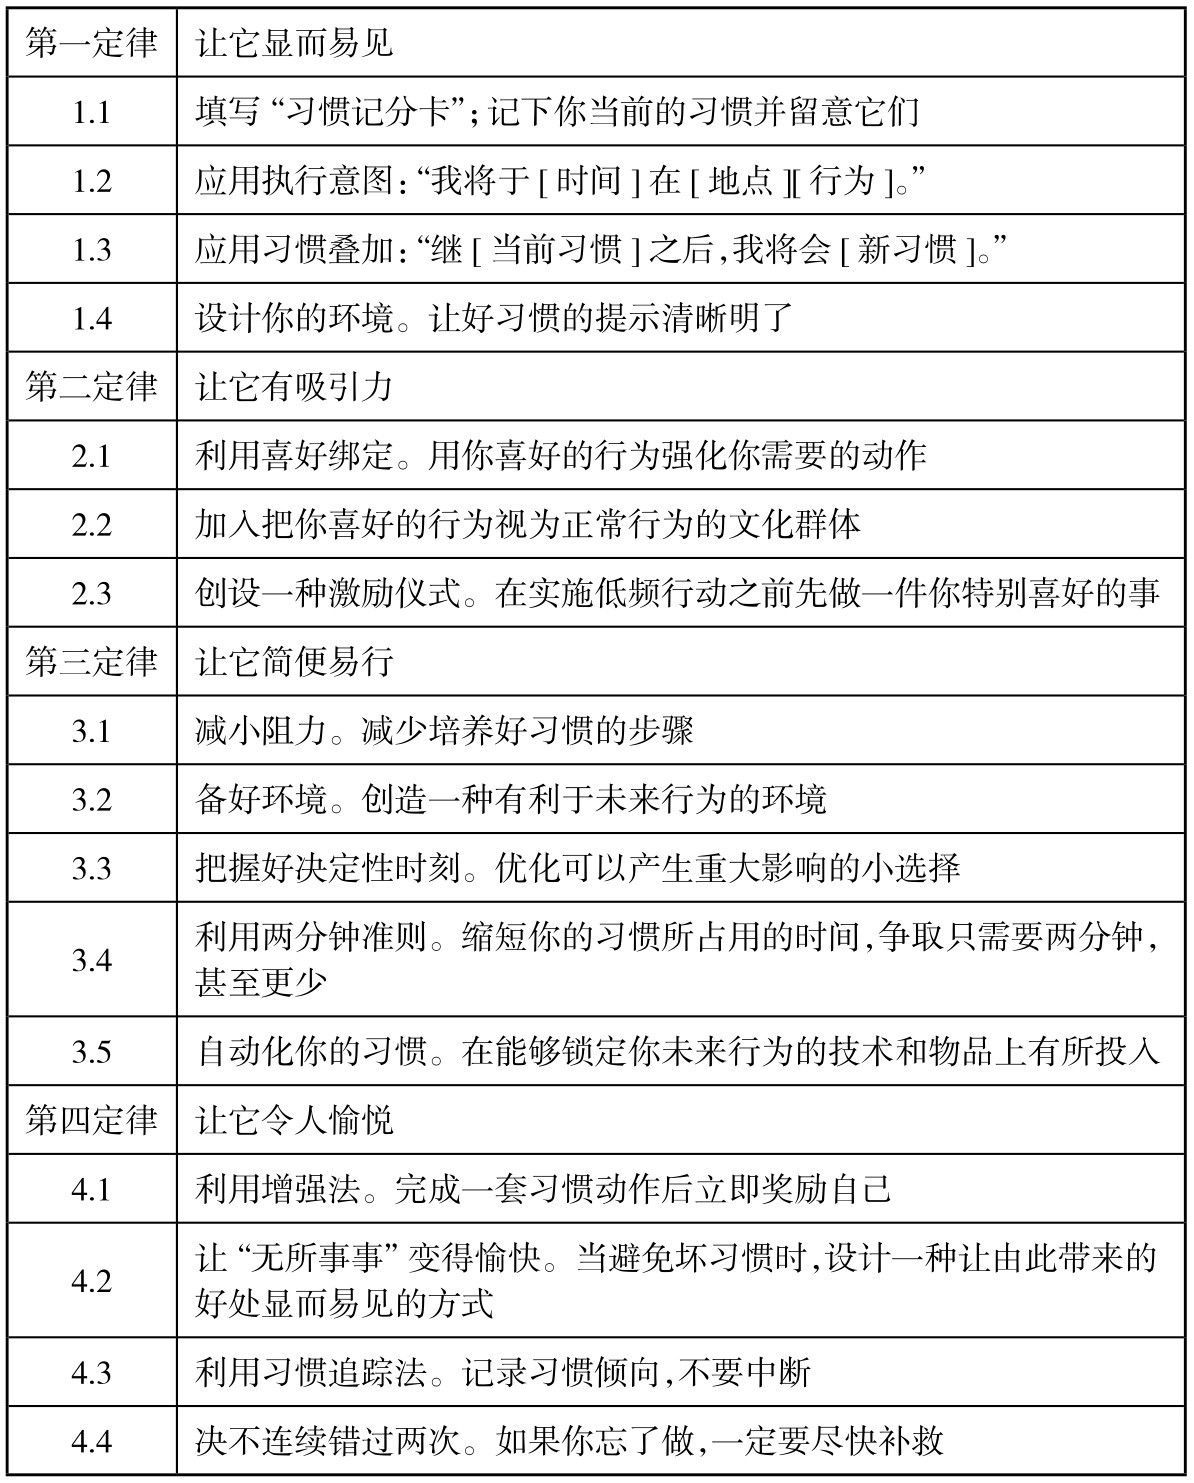 第一定律 让它显而易见
1.1 填写“习惯记分卡”；记下你当前的习惯并留意它们
1.2 应用执行意图：“我将于[时间]在[地点][行为]。”
1.3 应用习惯叠加：“继[当前习惯]之后，我将会[新习惯]。”
1.4 设计你的环境。让好习惯的提示清晰明了
第二定律 让它有吸引力
2.1 利用喜好绑定。用你喜好的行为强化你需要的动作
2.2 加入把你喜好的行为视为正常行为的文化群体
2.3 创设一种激励仪式。在实施低频行动之前先做一件你特别喜好的事
第三定律 让它简便易行
3.1 减小阻力。减少培养好习惯的步骤
3.2 备好环境。创造一种有利于未来行为的环境
3.3 把握好决定性时刻。优化可以产生重大影响的小选择
3.4 利用两分钟准则。缩短你的习惯所占用的时间，争取只需要两分钟，
甚至更少
3.5 自动化你的习惯。在能够锁定你未来行为的技术和物品上有所投入
第四定律 让它令人愉悦
4.1 利用增强法。完成一套习惯动作后立即奖励自己
4.2 让“无所事事”变得愉快。当避免坏习惯时，设计一种让由此带来的
好处显而易见的方式
4.3 利用习惯追踪法。记录习惯倾向，不要中断
4.4 决不连续错过两次。如果你忘了做，一定要尽快补救